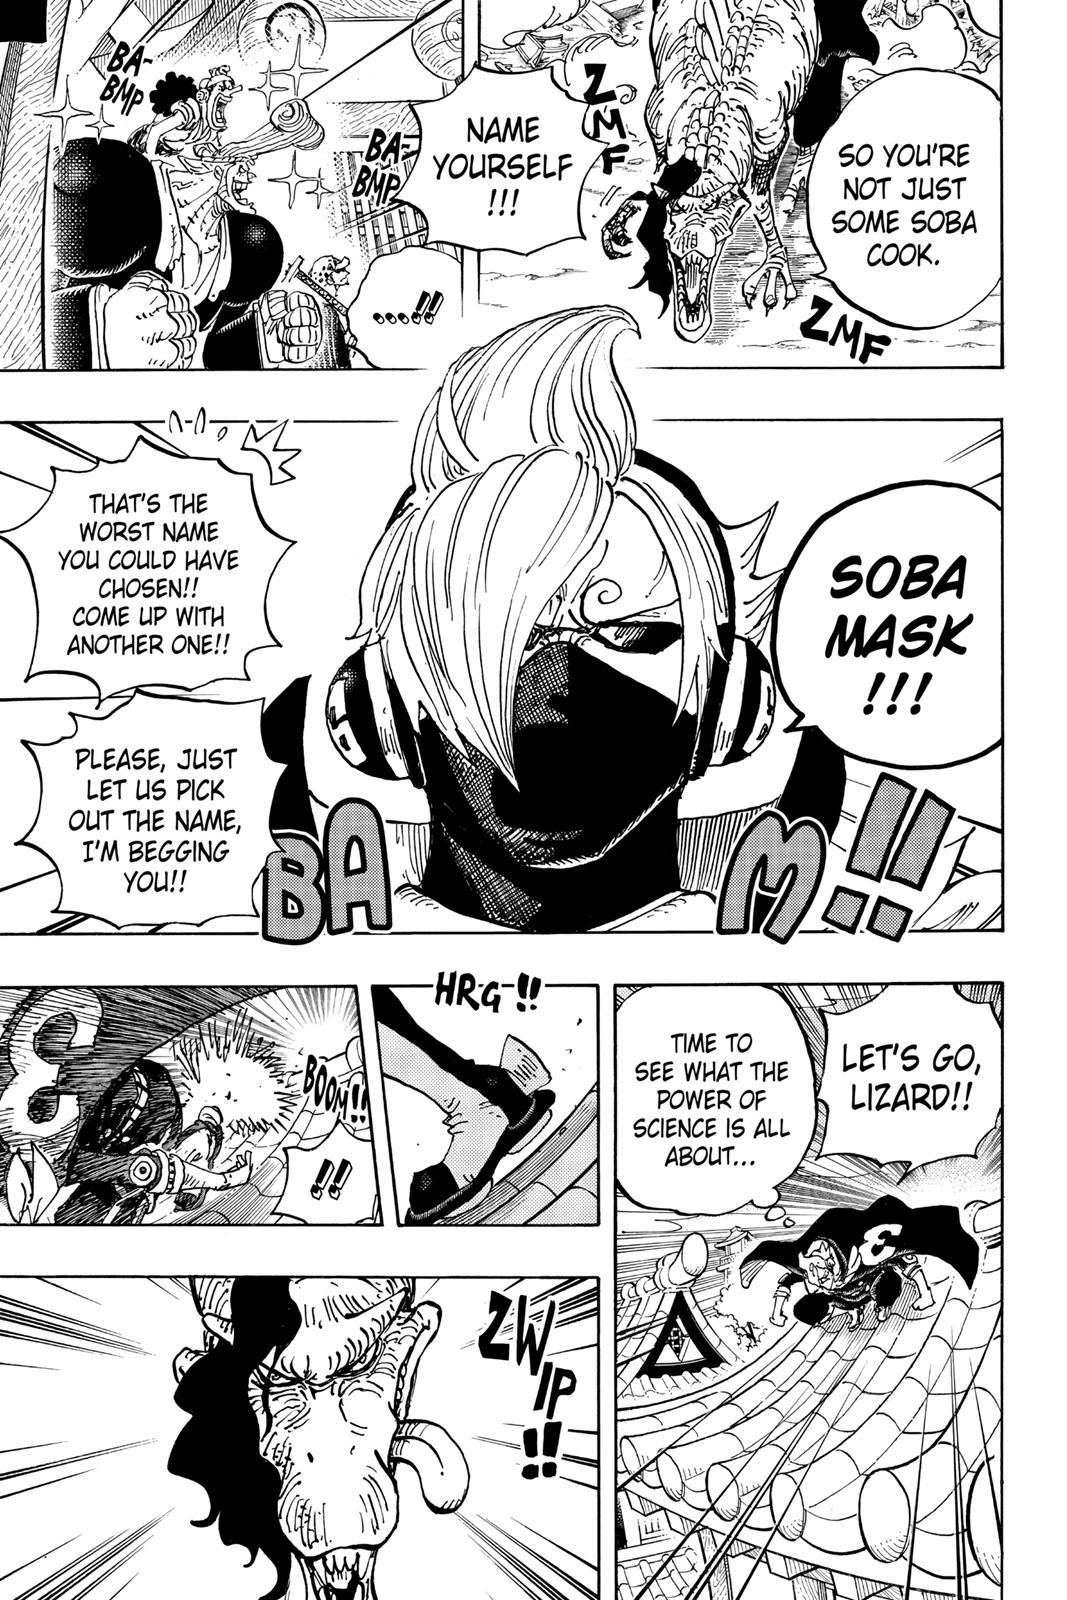 SO YOU'RE
NOT JUST
SOME SOBA
COOK.
ZMF
ZMF
NAME
YOURSELF
!!!
BA-
BMP
BA-
BMP
....!!
SOBA
MASK
!!!
BAM!!
THAT'S THE
WORST NAME
YOU COULD HAVE
CHOSEN!!
COME UP WITH
ANOTHER ONE!!
PLEASE, JUST
LET US PICK
OUT THE NAME,
I'M BEGGING
YOU!!
LET'S GO,
LIZARD!!
TIME TO
SEE WHAT THE
POWER OF
SCIENCE IS ALL
ABOUT...
3
HRG!!
BOOM!!
!!
ZWIP
!!